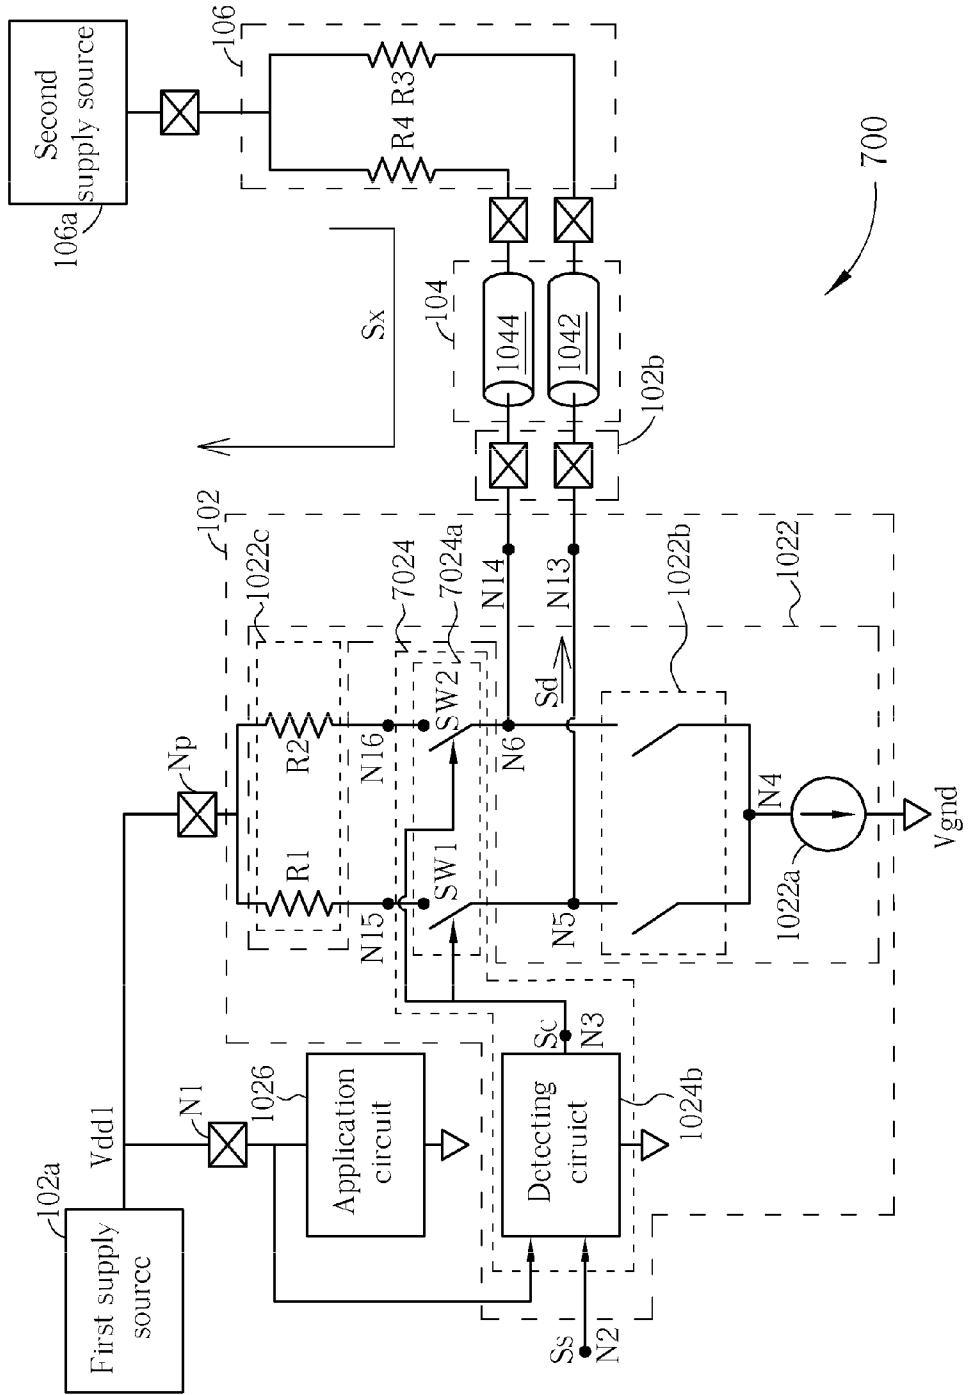 Second
supply source
106a
106
R4
R3
Sx
104
1044
1042
102b
700
102
1022c
7024
7024a
1022b
1022
N14
N13
Np
R2
R1
N16
SW2
N6
Sd
N15
SW1
N5
N4
1022a
Vgnd
Sc
N3
Vdd1
N1
1026
Application
circuit
Detecting
ciruict
1024b
102a
First supply
source
Ss
N2